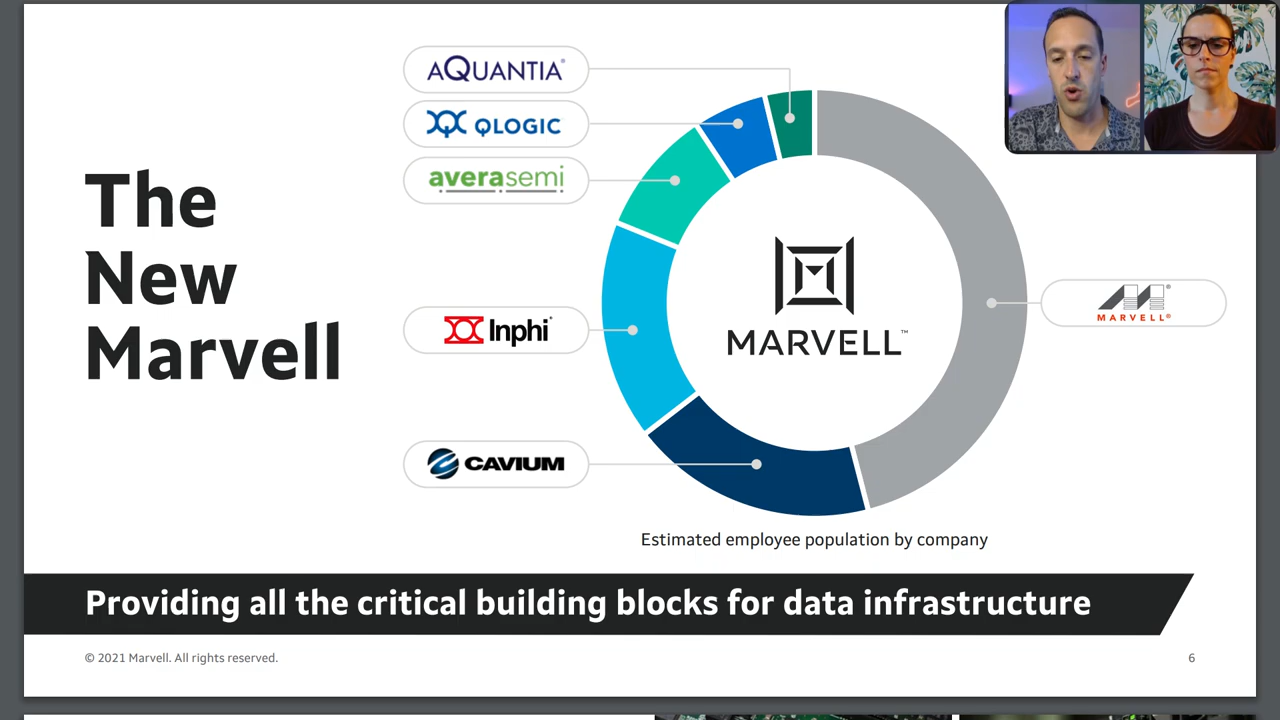 The
New
Marvell
AQUANTIA®
QLOGIC
averasemi
Inphi®
CAVIUM
MARVELL™
MARVELL®
Estimated employee population by company
Providing all the critical building blocks for data infrastructure
© 2021 Marvell. All rights reserved.
6